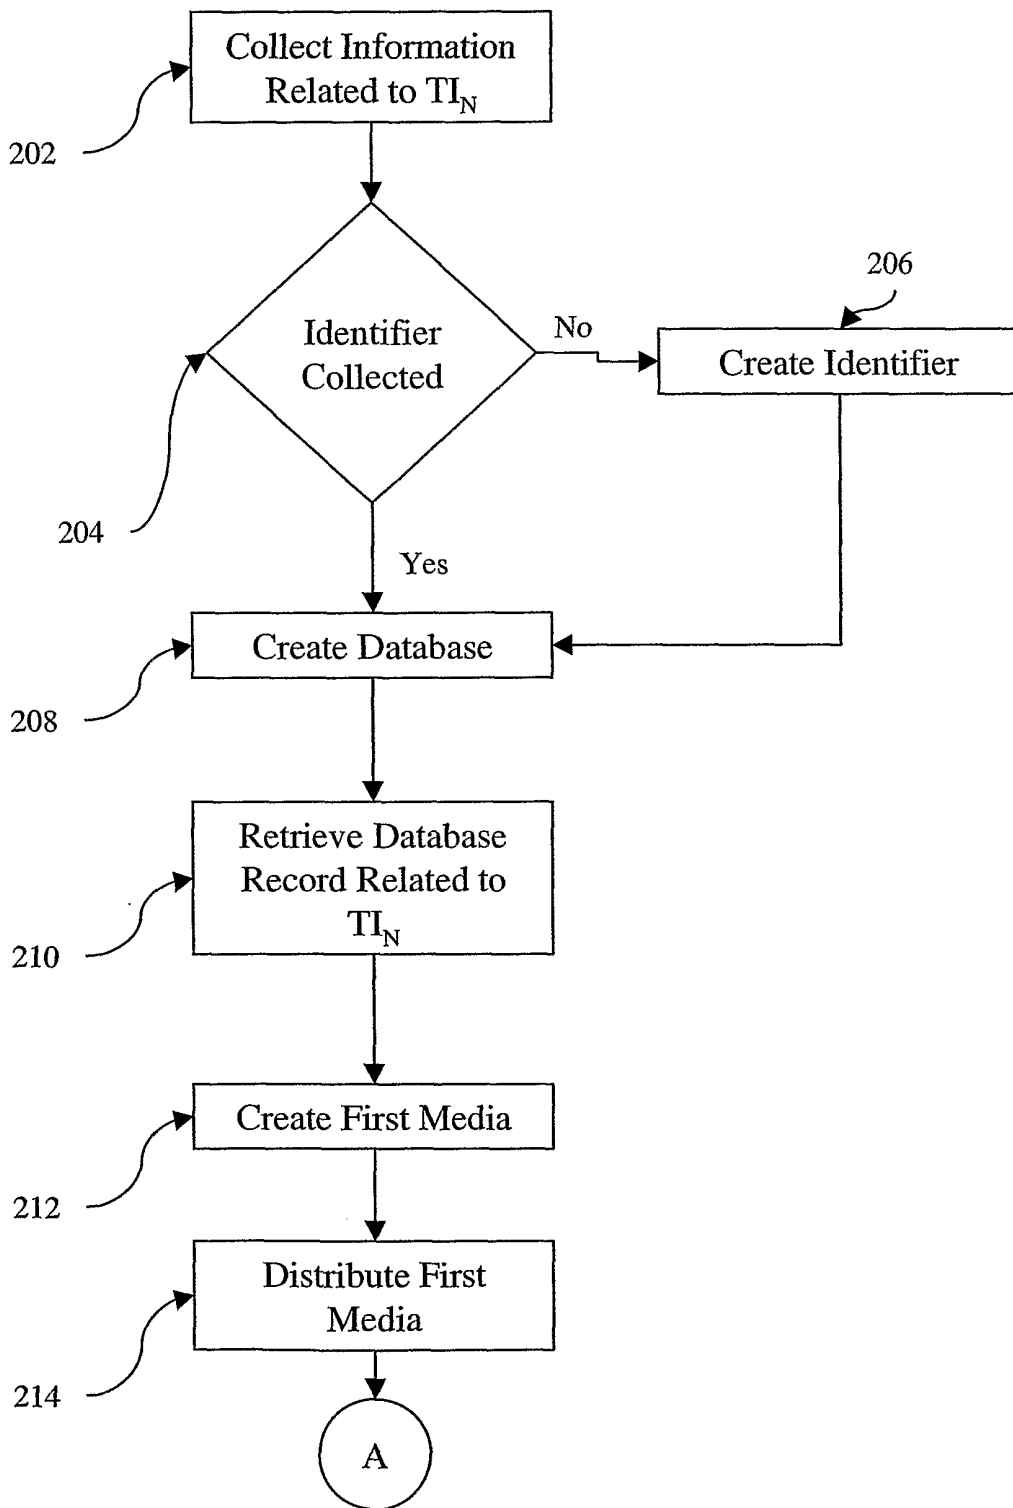 Collect Information
Related to TI_N
202
206
No
Identifier
Collected
Create Identifier
204
Yes
Create Database
208
Retrieve Database
Record Related to
TI_N
210
Create First Media
212
Distribute First
Media
214
A